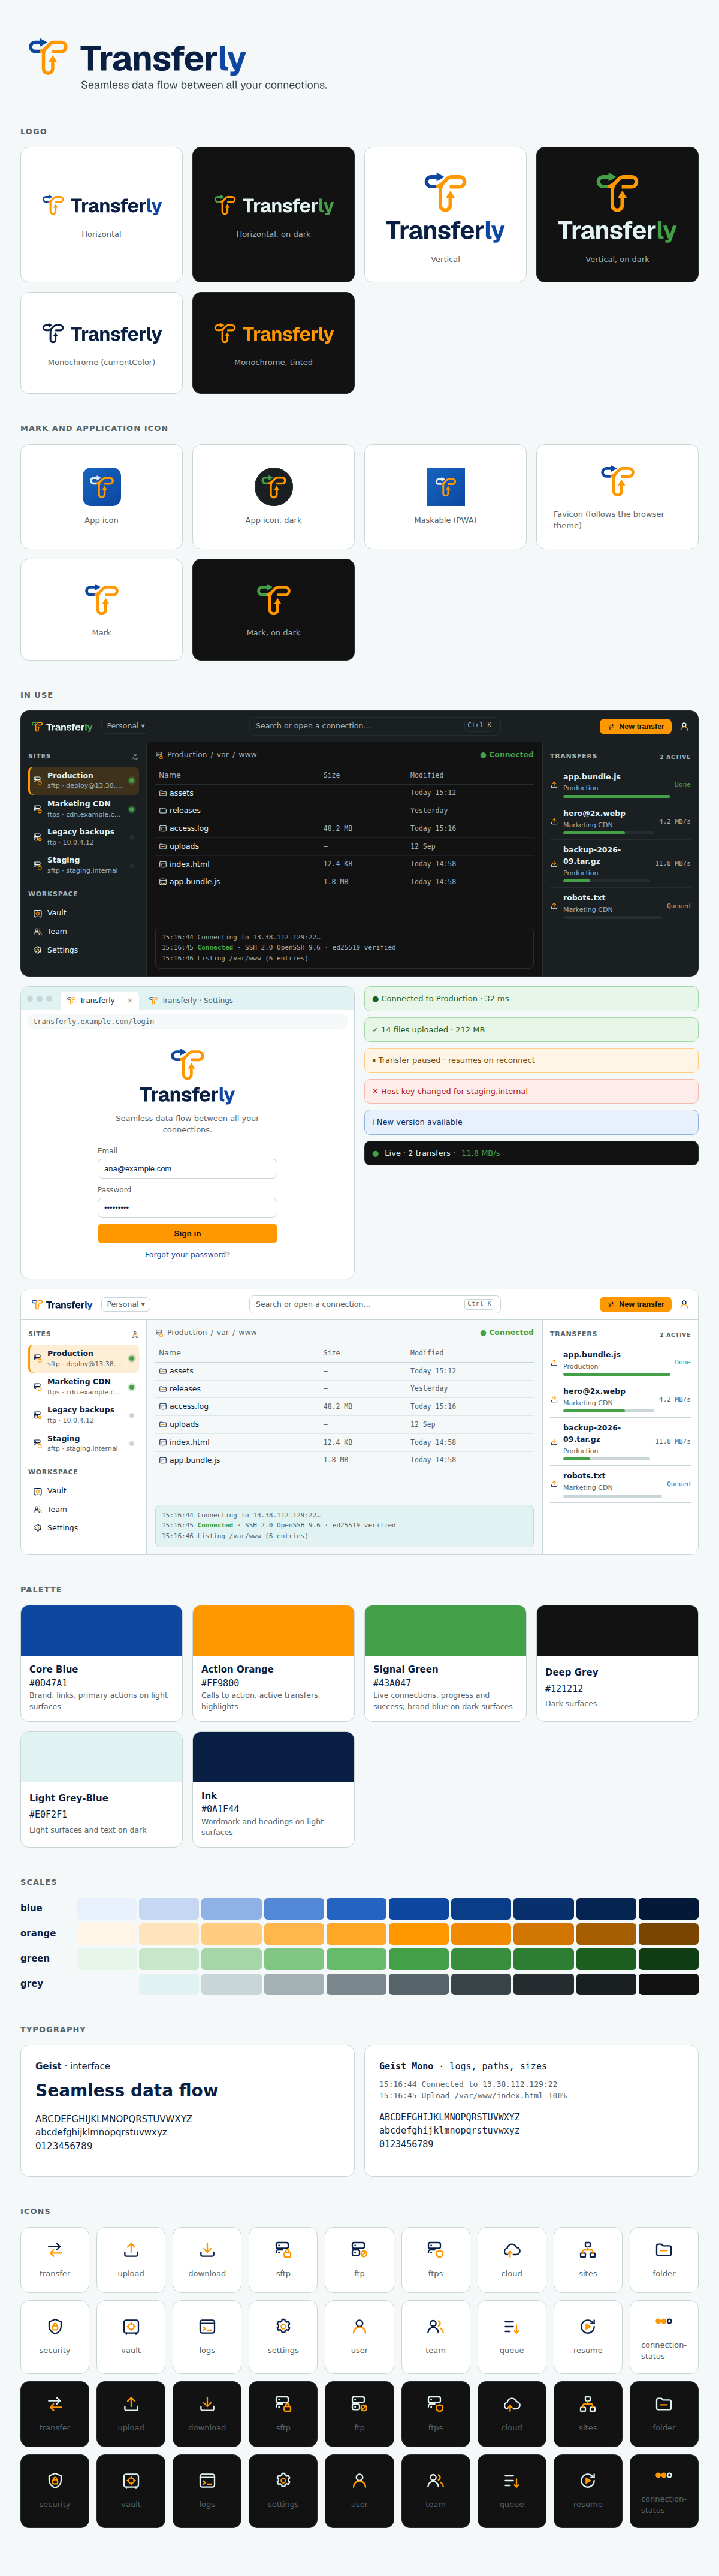 Transferly
Seamless data flow between all your connections.
LOGO
Transferly
Horizontal
Transferly
Horizontal, on dark
Transferly
Vertical
Transferly
Vertical, on dark
Transferly
Monochrome (currentColor)
Transferly
Monochrome, tinted
MARK AND APPLICATION ICON
App icon
App icon, dark
Maskable (PWA)
Favicon (follows the browser
theme)
Mark
Mark, on dark
IN USE
Transferly
Personal ▾
Search or open a connection…
Ctrl K
New transfer
SITES
Production
sftp · deploy@13.38.…
Marketing CDN
ftps · cdn.example.c…
Legacy backups
ftp · 10.0.4.12
Staging
sftp · staging.internal
WORKSPACE
Vault
Team
Settings
Production / var / www
● Connected
Name Size Modified
assets — Today 15:12
releases — Yesterday
access.log 48.2 MB Today 15:16
uploads — 12 Sep
index.html 12.4 KB Today 14:58
app.bundle.js 1.8 MB Today 14:58
15:16:44 Connecting to 13.38.112.129:22…
15:16:45 Connected · SSH-2.0-OpenSSH_9.6 · ed25519 verified
15:16:46 Listing /var/www (6 entries)
TRANSFERS 2 ACTIVE
app.bundle.js
Production
Done
hero@2x.webp
Marketing CDN
4.2 MB/s
backup-2026-
09.tar.gz
Production
11.8 MB/s
robots.txt
Marketing CDN
Queued
Transferly ×
Transferly · Settings
transferly.example.com/login
Transferly
Seamless data flow between all your
connections.
Email
ana@example.com
Password
•••••••••
Sign in
Forgot your password?
● Connected to Production · 32 ms
✓ 14 files uploaded · 212 MB
Transfer paused · resumes on reconnect
✕ Host key changed for staging.internal
i New version available
● Live · 2 transfers · 11.8 MB/s
Transferly
Personal ▾
Search or open a connection…
Ctrl K
New transfer
SITES
Production
sftp · deploy@13.38.…
Marketing CDN
ftps · cdn.example.c…
Legacy backups
ftp · 10.0.4.12
Staging
sftp · staging.internal
WORKSPACE
Vault
Team
Settings
Production / var / www
● Connected
Name Size Modified
assets — Today 15:12
releases — Yesterday
access.log 48.2 MB Today 15:16
uploads — 12 Sep
index.html 12.4 KB Today 14:58
app.bundle.js 1.8 MB Today 14:58
15:16:44 Connecting to 13.38.112.129:22…
15:16:45 Connected · SSH-2.0-OpenSSH_9.6 · ed25519 verified
15:16:46 Listing /var/www (6 entries)
TRANSFERS 2 ACTIVE
app.bundle.js
Production
Done
hero@2x.webp
Marketing CDN
4.2 MB/s
backup-2026-
09.tar.gz
Production
11.8 MB/s
robots.txt
Marketing CDN
Queued
PALETTE
Core Blue
#0D47A1
Brand, links, primary actions on light
surfaces
Action Orange
#FF9800
Calls to action, active transfers,
highlights
Signal Green
#43A047
Live connections, progress and
success; brand blue on dark surfaces
Deep Grey
#121212
Dark surfaces
Light Grey-Blue
#E0F2F1
Light surfaces and text on dark
Ink
#0A1F44
Wordmark and headings on light
surfaces
SCALES
blue
orange
green
grey
TYPOGRAPHY
Geist · interface
Seamless data flow
ABCDEFGHIJKLMNOPQRSTUVWXYZ
abcdefghijklmnopqrstuvwxyz
0123456789
Geist Mono · logs, paths, sizes
15:16:44 Connected to 13.38.112.129:22
15:16:45 Upload /var/www/index.html 100%
ABCDEFGHIJKLMNOPQRSTUVWXYZ
abcdefghijklmnopqrstuvwxyz
0123456789
ICONS
transfer upload download sftp ftp ftps cloud sites folder
security vault logs settings user team queue resume connection-
status
transfer upload download sftp ftp ftps cloud sites folder
security vault logs settings user team queue resume connection-
status